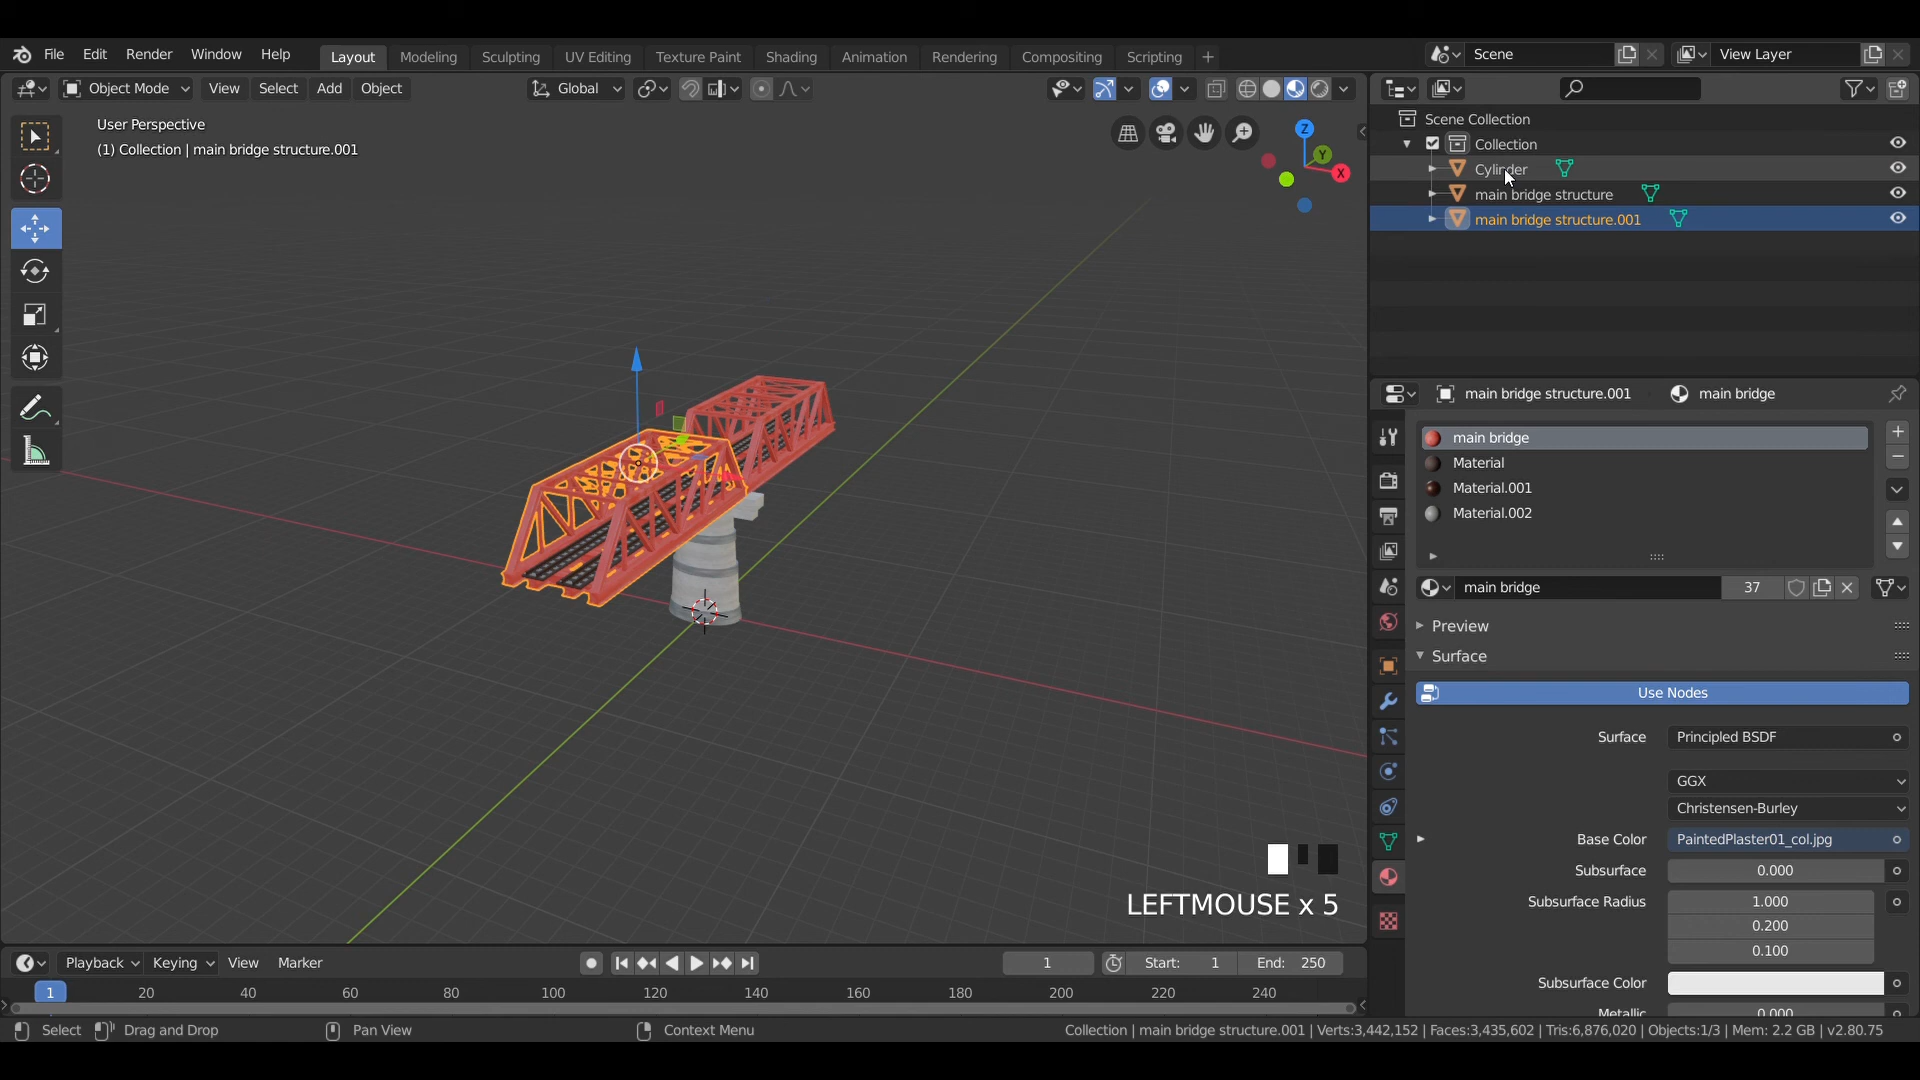 File Edit Render Window Help Layout Modeling Sculpting UV Editing Texture Paint Shading Animation Rendering Compositing Scripting + Scene View Layer
Object Mode View Select Add Object Global
User Perspective
(1) Collection | main bridge structure.001
Z
Y
X
Scene Collection
Collection
Cylinder
main bridge structure
main bridge structure.001
main bridge structure.001 main bridge
main bridge
Material
Material.001
Material.002
main bridge 37
Preview
Surface
Use Nodes
Surface Principled BSDF
GGX
Christensen-Burley
Base Color PaintedPlaster01_col.jpg
Subsurface 0.000
Subsurface Radius 1.000
0.200
0.100
Subsurface Color
Metallic 0.000
LEFTMOUSE x 5
Playback Keying View Marker 1 Start: 1 End: 250
1 20 40 60 80 100 120 140 160 180 200 220 240
Select Drag and Drop Pan View Context Menu Collection | main bridge structure.001 | Verts:3,442,152 | Faces:3,435,602 | Tris:6,876,020 | Objects:1/3 | Mem: 2.2 GB | v2.80.75